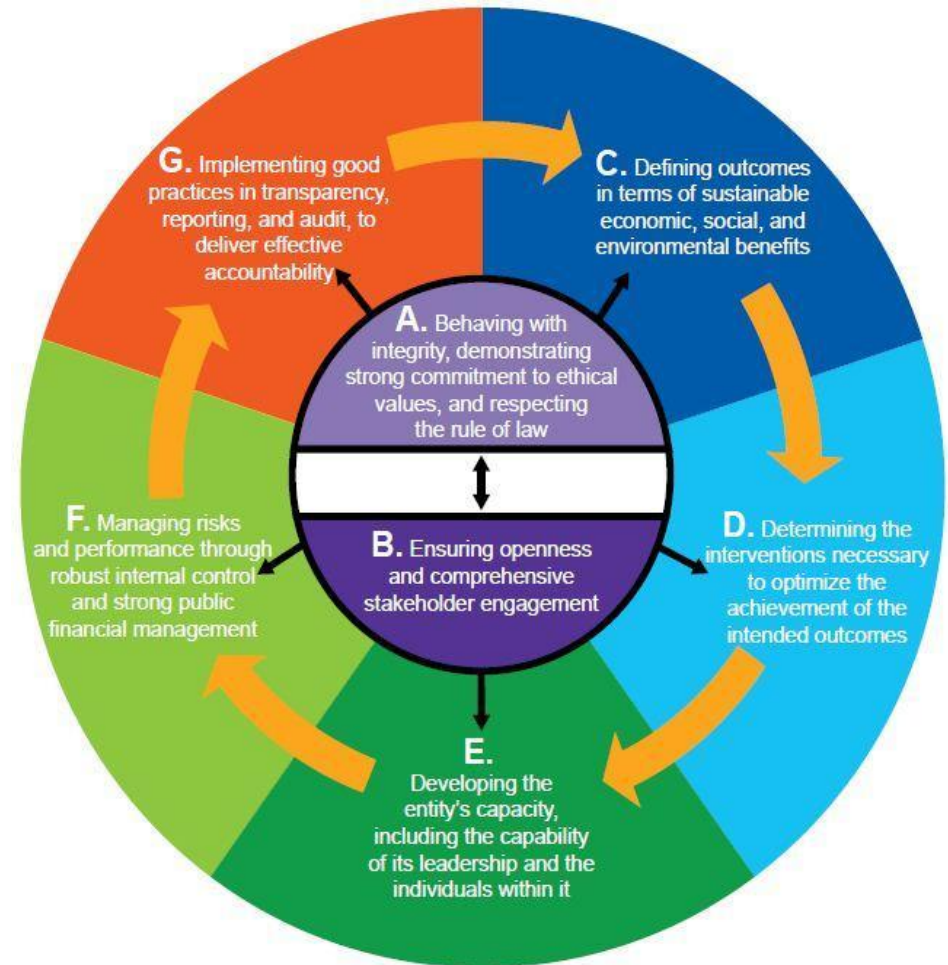 A. Behaving with
integrity, demonstrating
strong commitment to ethical
values, and respecting
the rule of law
B. Ensuring openness
and comprehensive
stakeholder engagement
C. Defining outcomes
in terms of sustainable
economic, social, and
environmental benefits
D. Determining the
interventions necessary
to optimize the
achievement of the
intended outcomes
E.
Developing the
entity's capacity,
including the capability
of its leadership and the
individuals within it
F. Managing risks
and performance through
robust internal control
and strong public
financial management
G. Implementing good
practices in transparency,
reporting, and audit, to
deliver effective
accountability